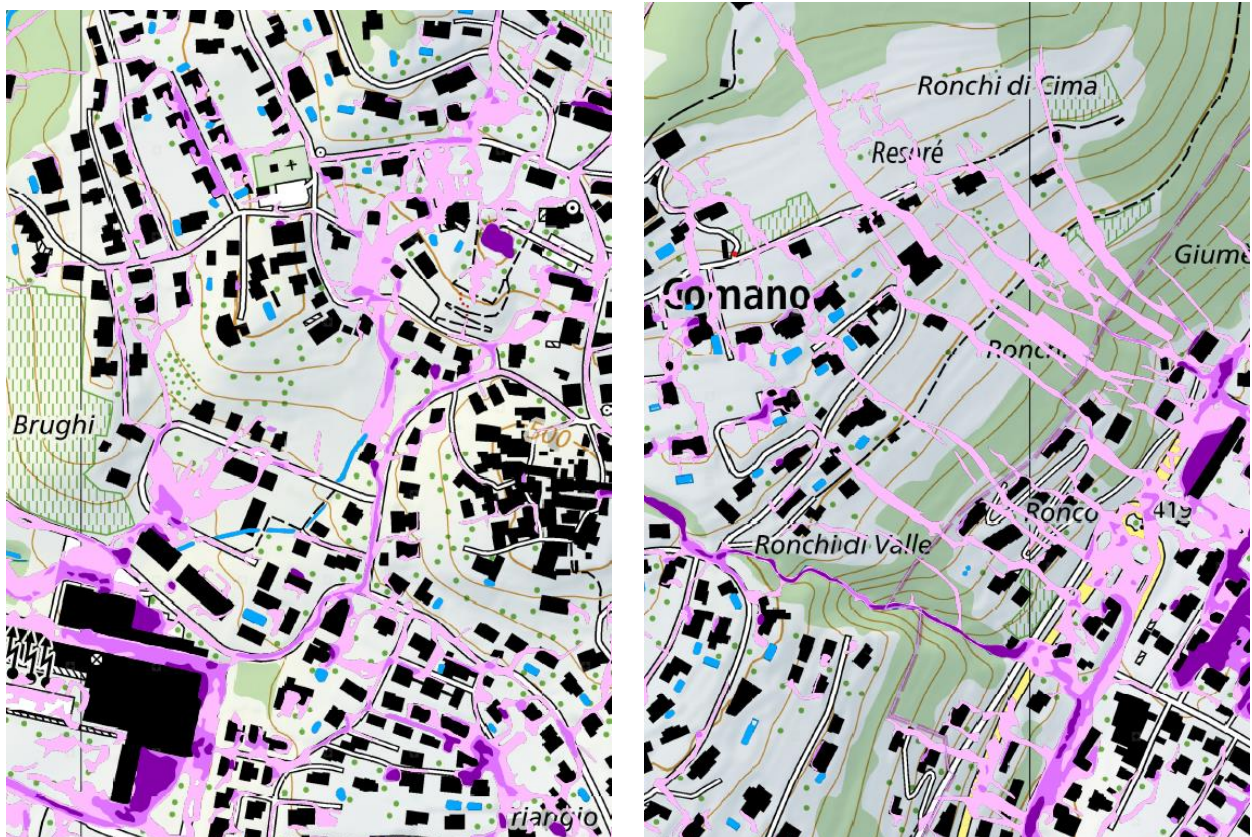 Brughi
500
riangio
Ronchi di Cima
Resoré
Giume
Comano
Ronchi
Ronco
419
Ronchi di Valle